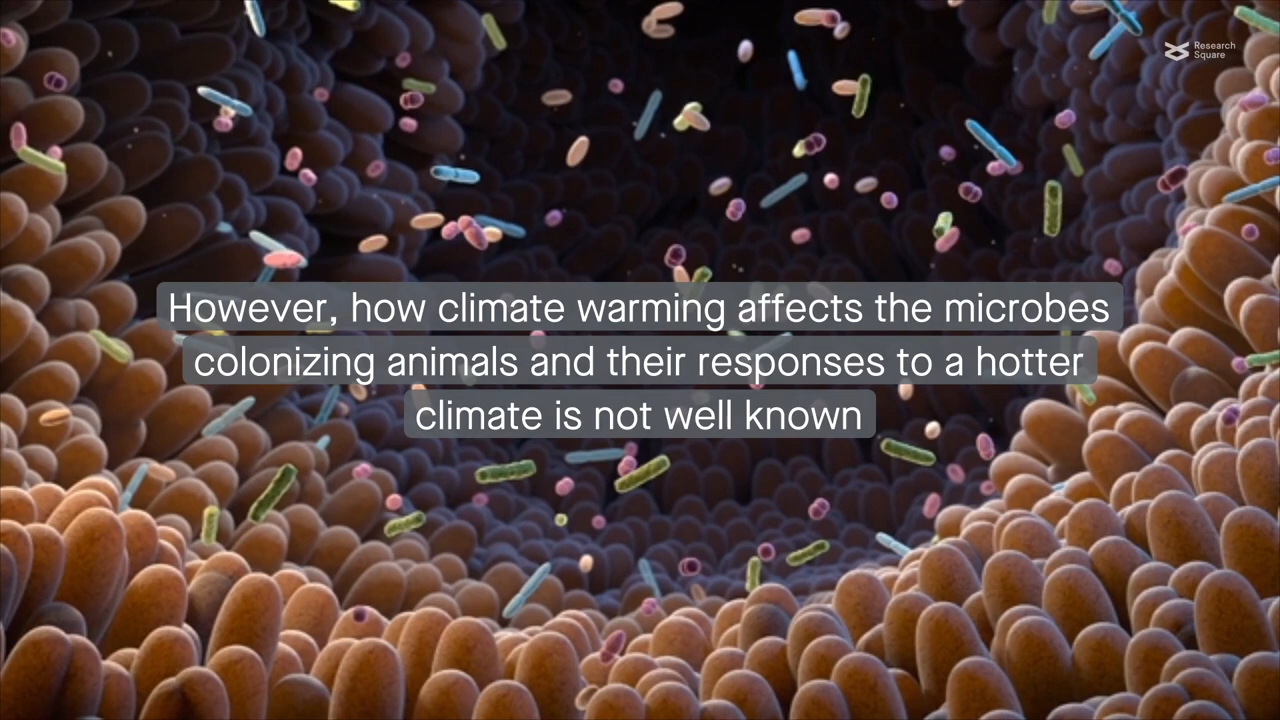 Research
Square
However, how climate warming affects the microbes
colonizing animals and their responses to a hotter
climate is not well known